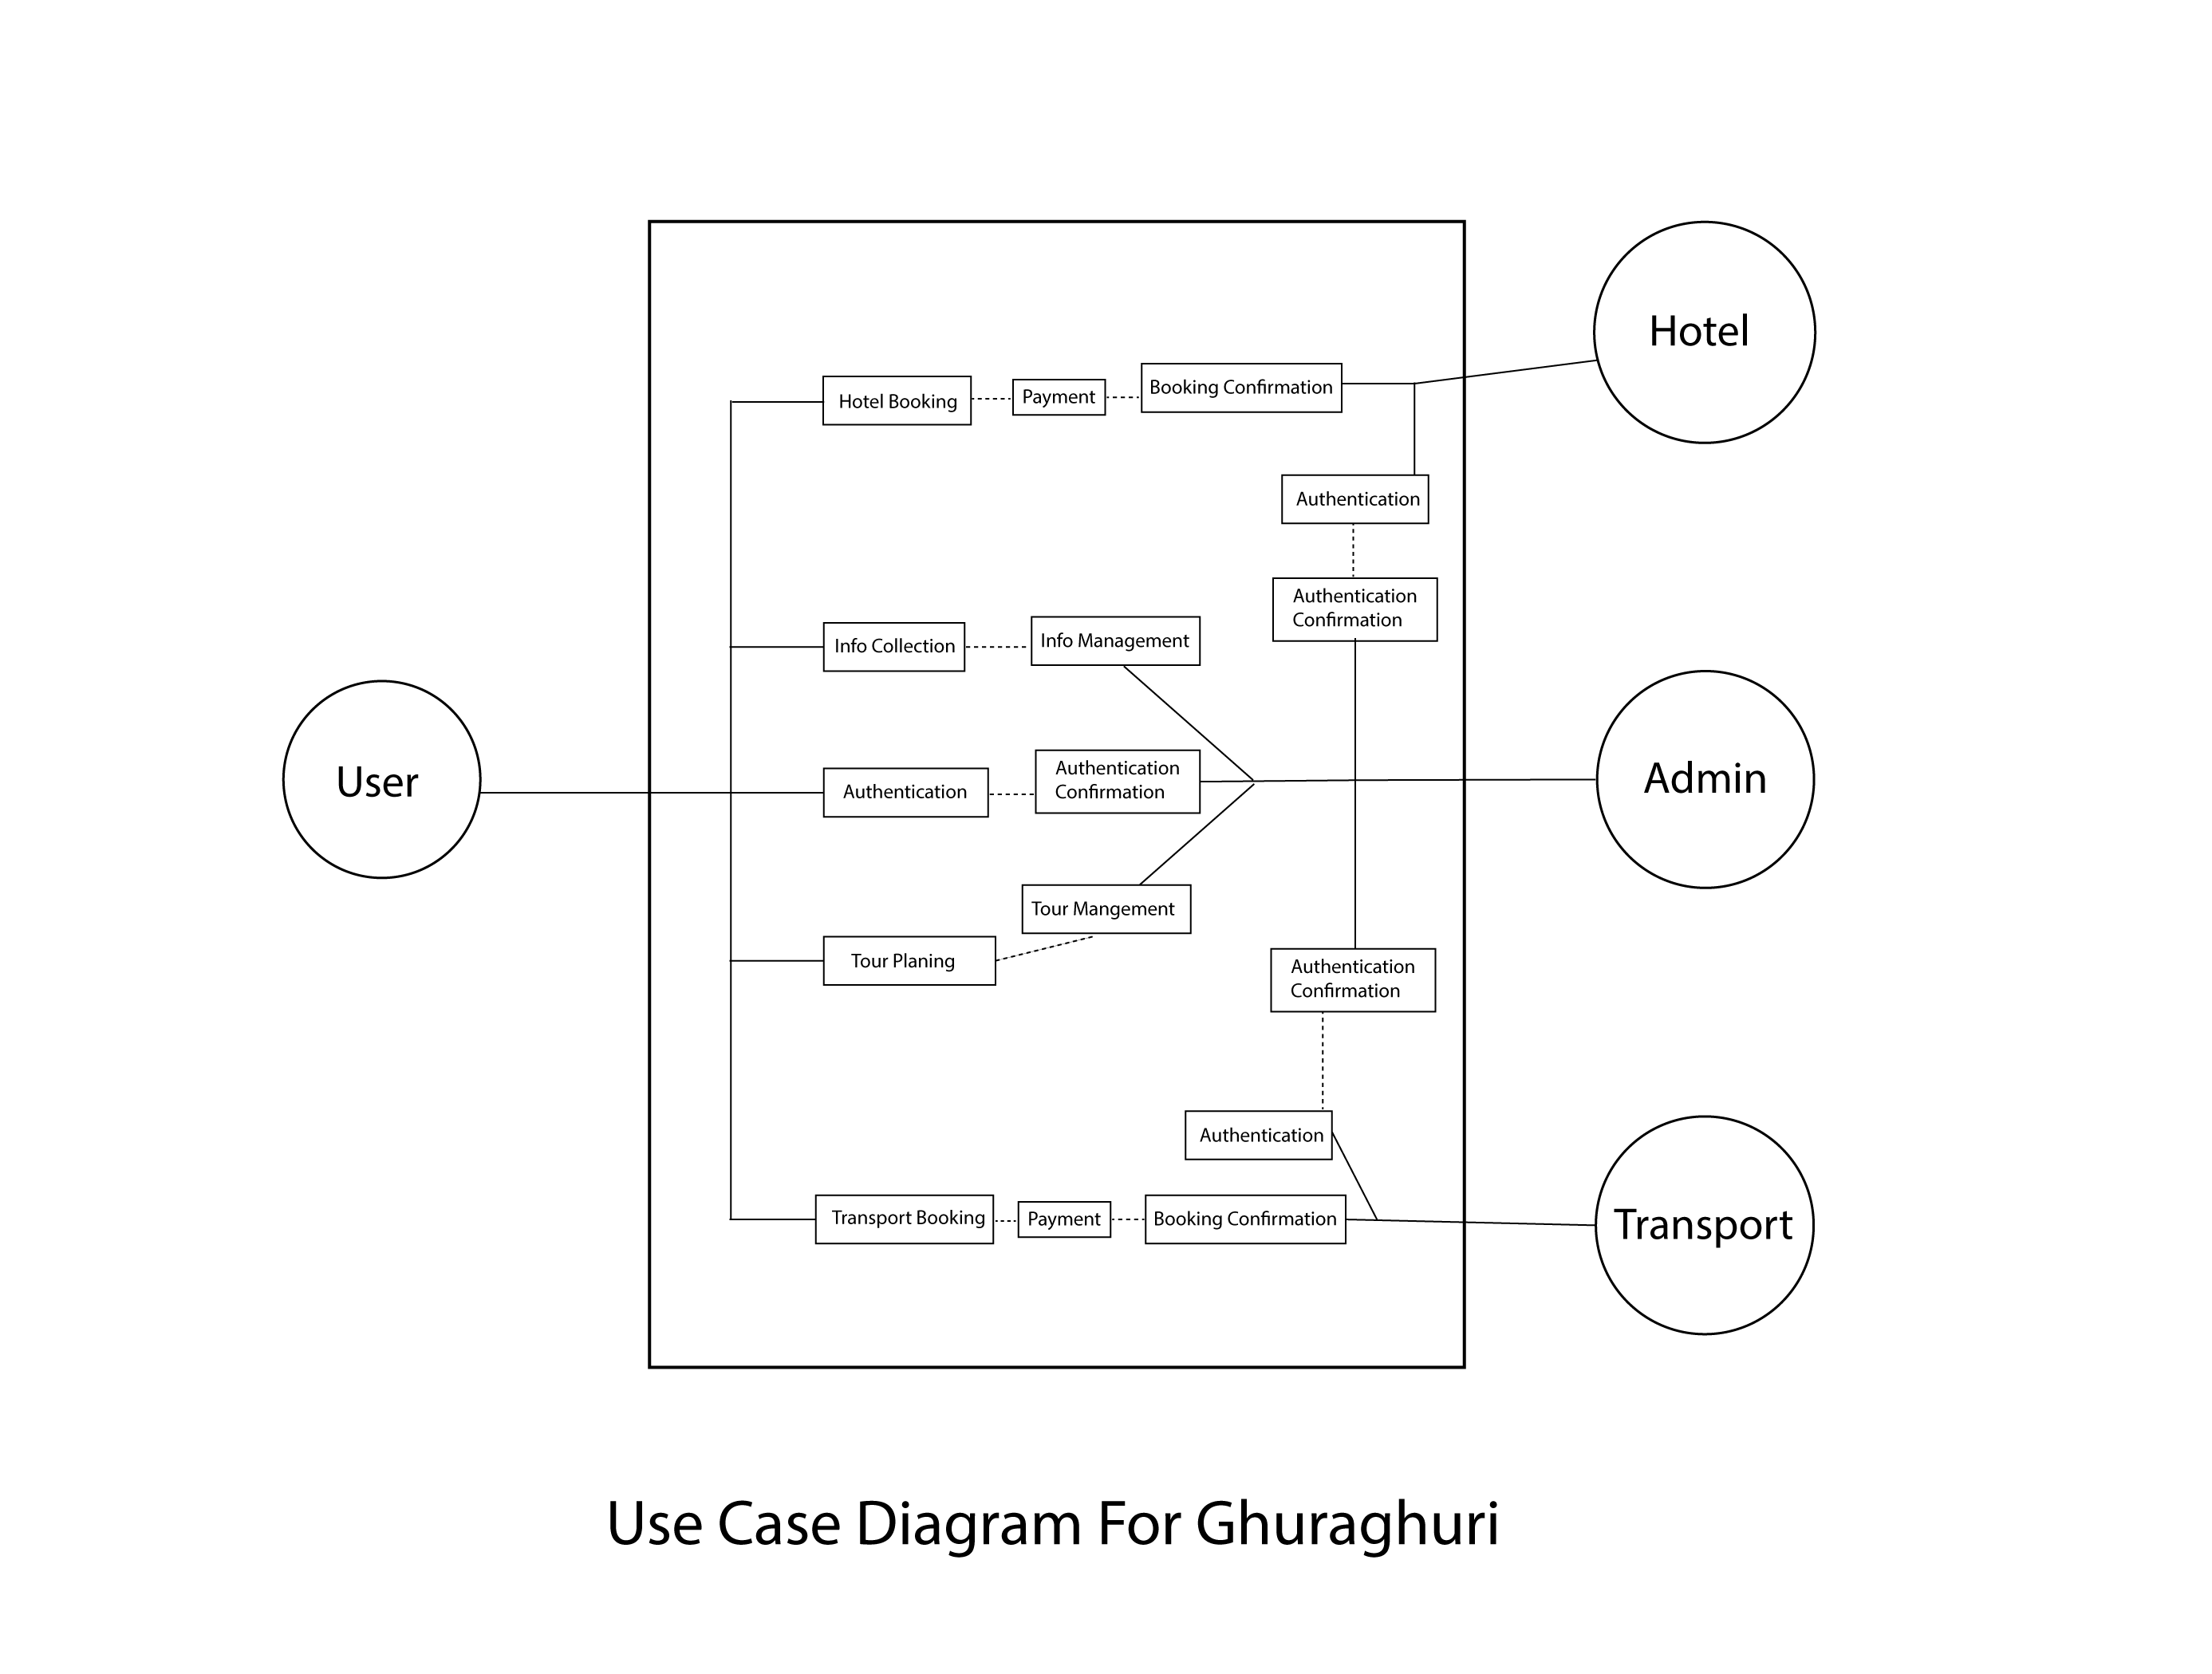 Hotel
Hotel Booking
Payment
Booking Confirmation
Authentication
Authentication
Confirmation
Info Collection
Info Management
User
Authentication
Authentication
Confirmation
Admin
Tour Mangement
Tour Planing
Authentication
Confirmation
Authentication
Transport Booking
Payment
Booking Confirmation
Transport
Use Case Diagram For Ghuraghuri